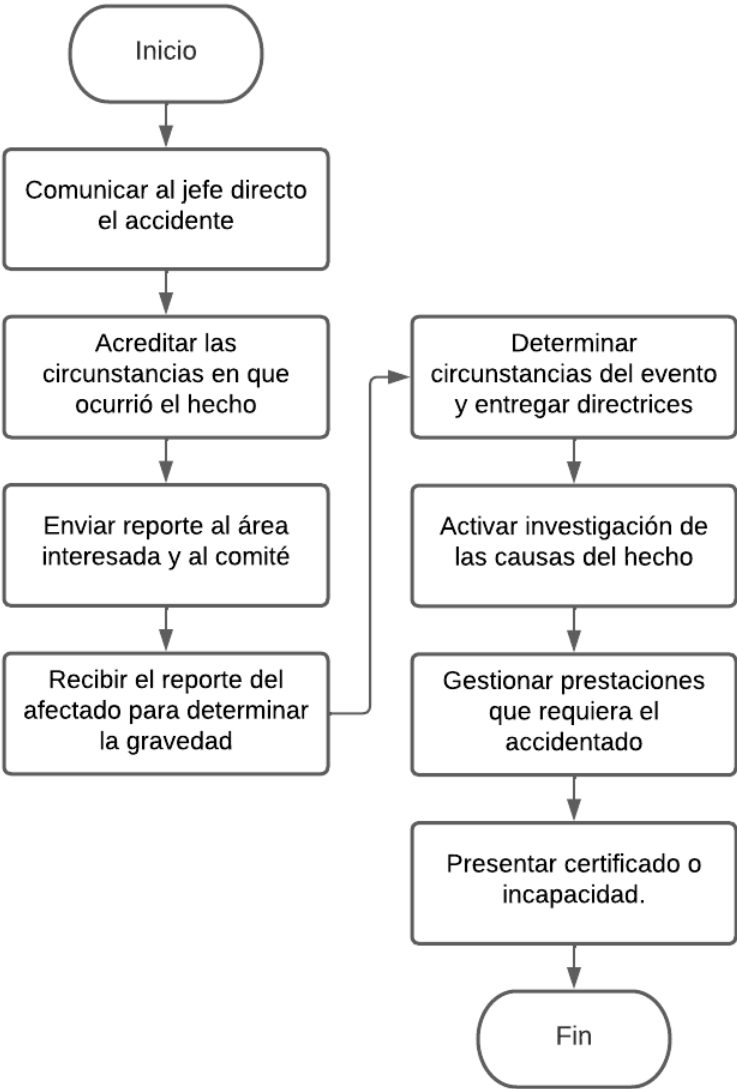 Inicio
Comunicar al jefe directo
el accidente
Acreditar las
circunstancias en que
ocurrió el hecho
Enviar reporte al área
interesada y al comité
Recibir el reporte del
afectado para determinar
la gravedad
Determinar
circunstancias del evento
y entregar directrices
Activar investigación de
las causas del hecho
Gestionar prestaciones
que requiera el
accidentado
Presentar certificado o
incapacidad.
Fin